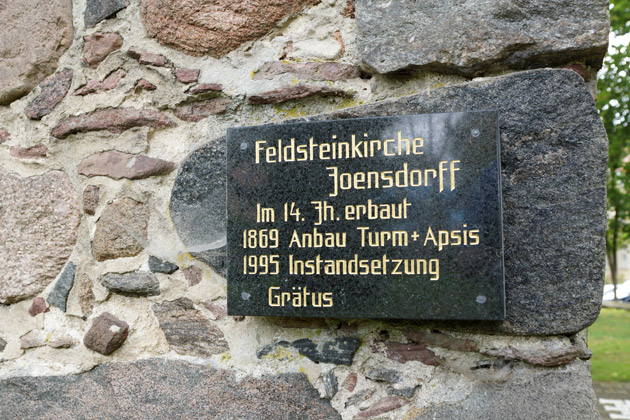 Feldsteinkirche
Joensdorff
Im 14. Jh. erbaut
1869 Anbau Turm+Apsis
1995 Instandsetzung
Grätus